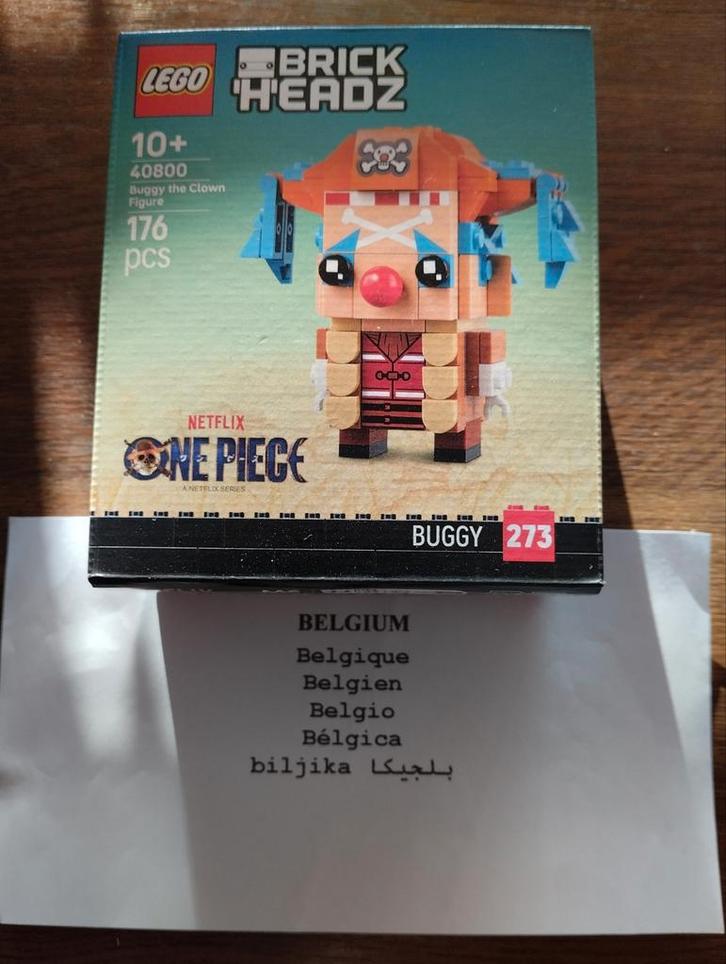 LEGO
BRICK
HEADZ
10+
40800
Buggy the Clown
Figure
176
pcs
NETFLIX
ONE PIECE
A NETFLIX SERIES
BUGGY 273
BELGIUM
Belgique
Belgien
Belgio
Bélgica
biljika بلجيكا